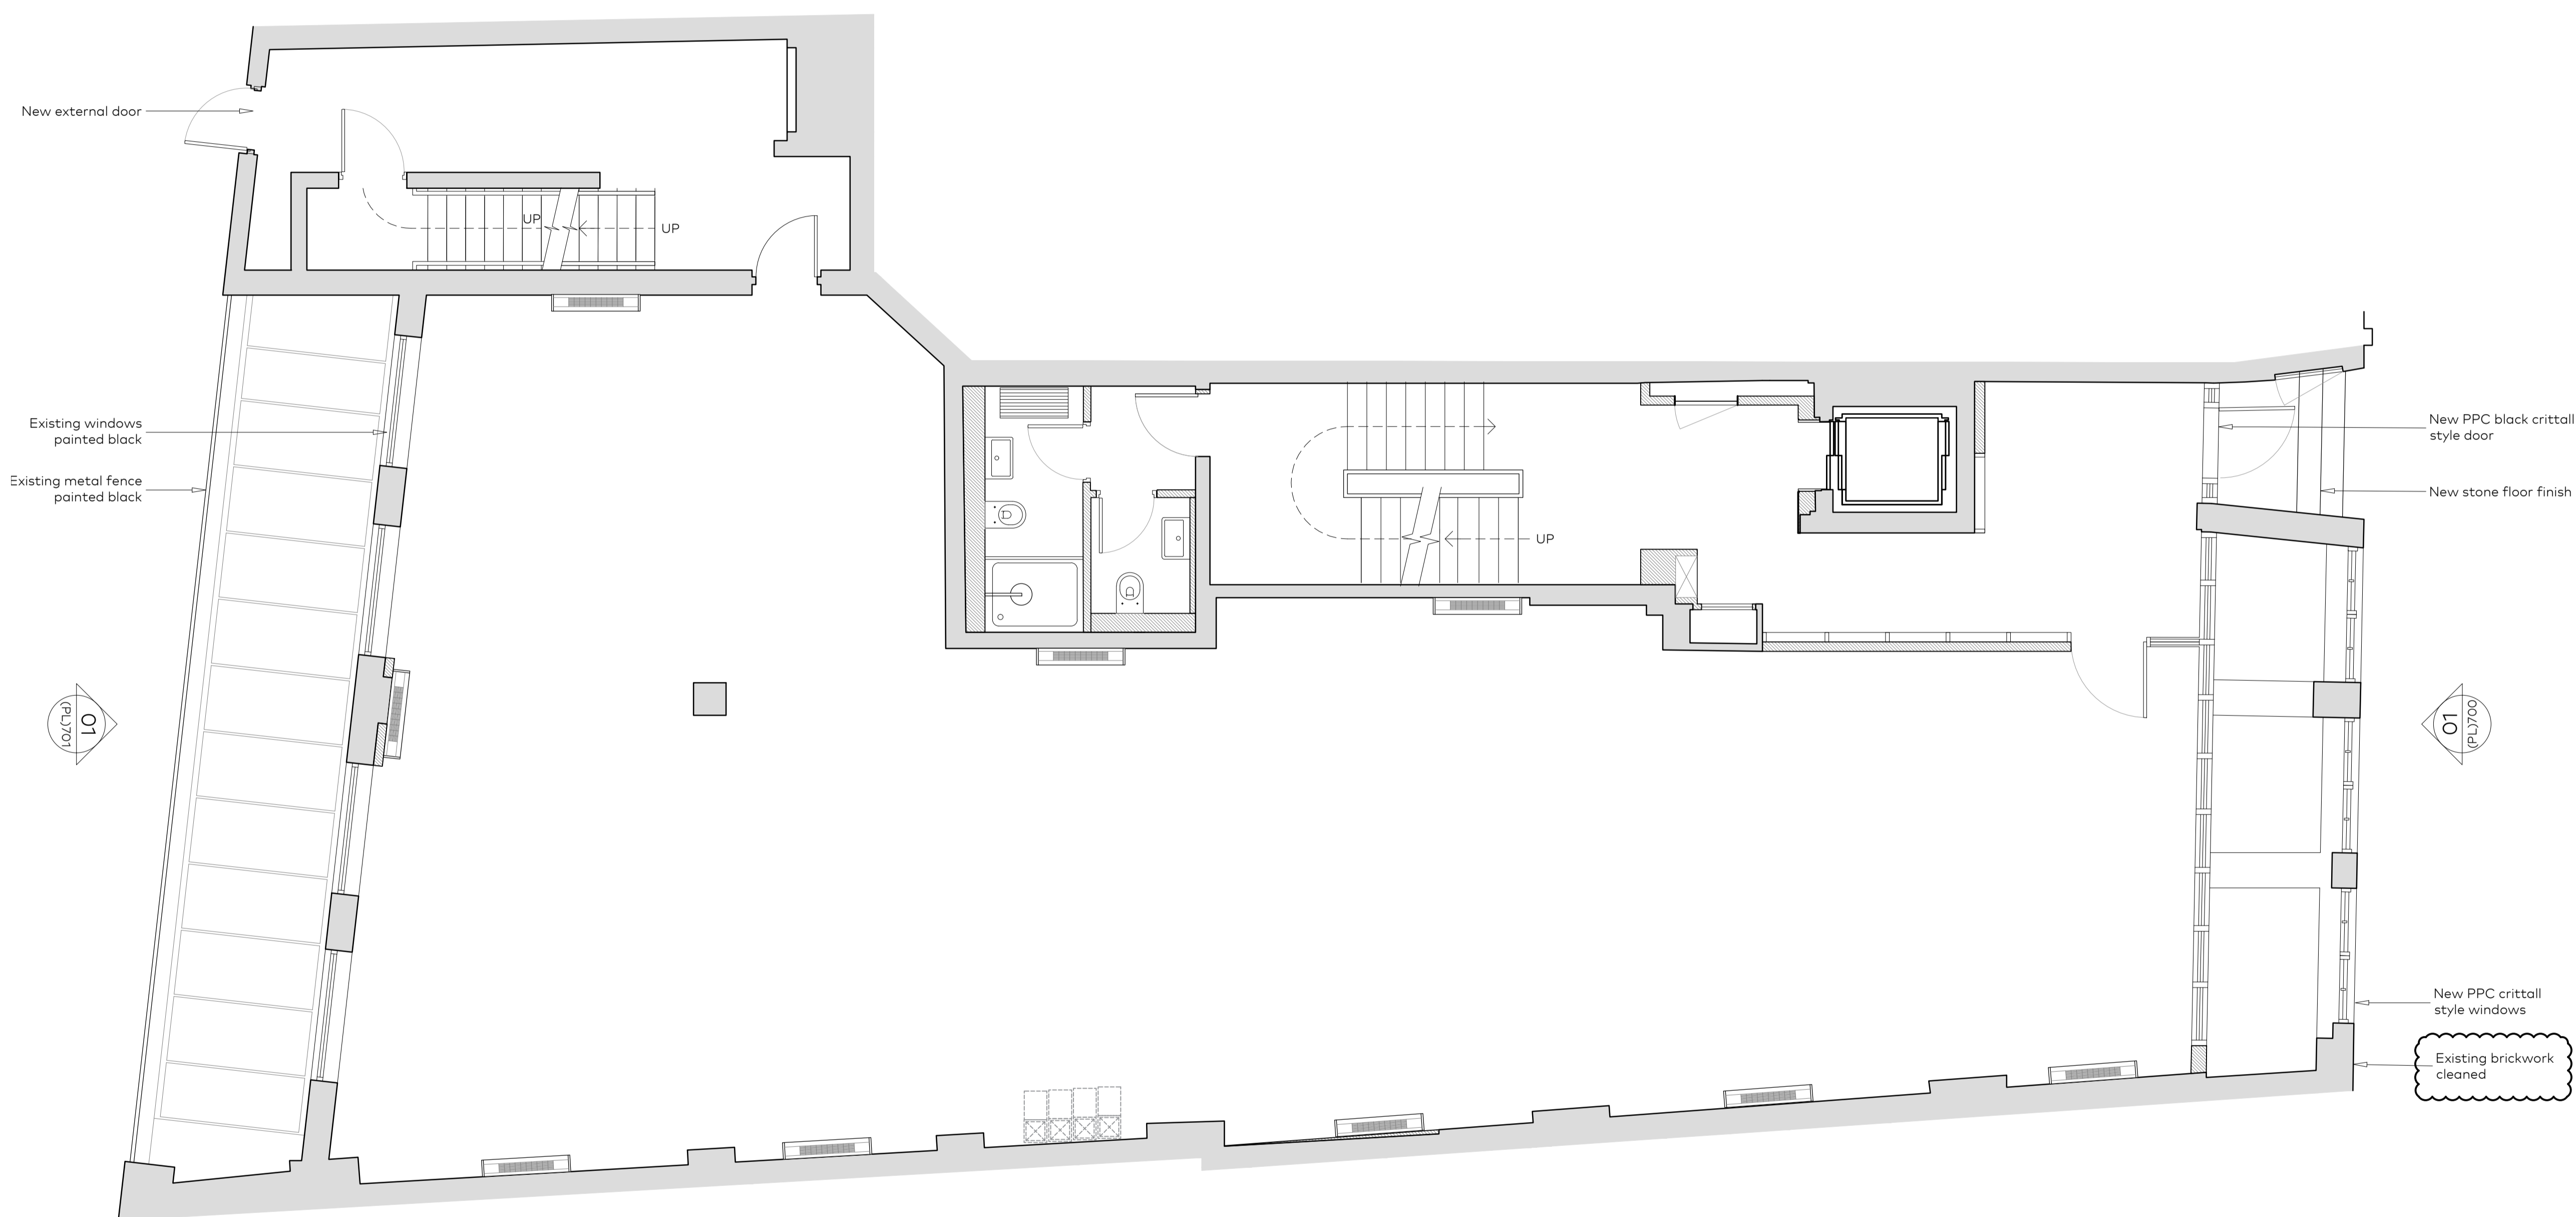 New external door
UP
UP
Existing windows
painted black
Existing metal fence
painted black
New PPC black crittall
style door
New stone floor finish
UP
01
(PL)701
01
(PL)700
New PPC crittall
style windows
Existing brickwork
cleaned